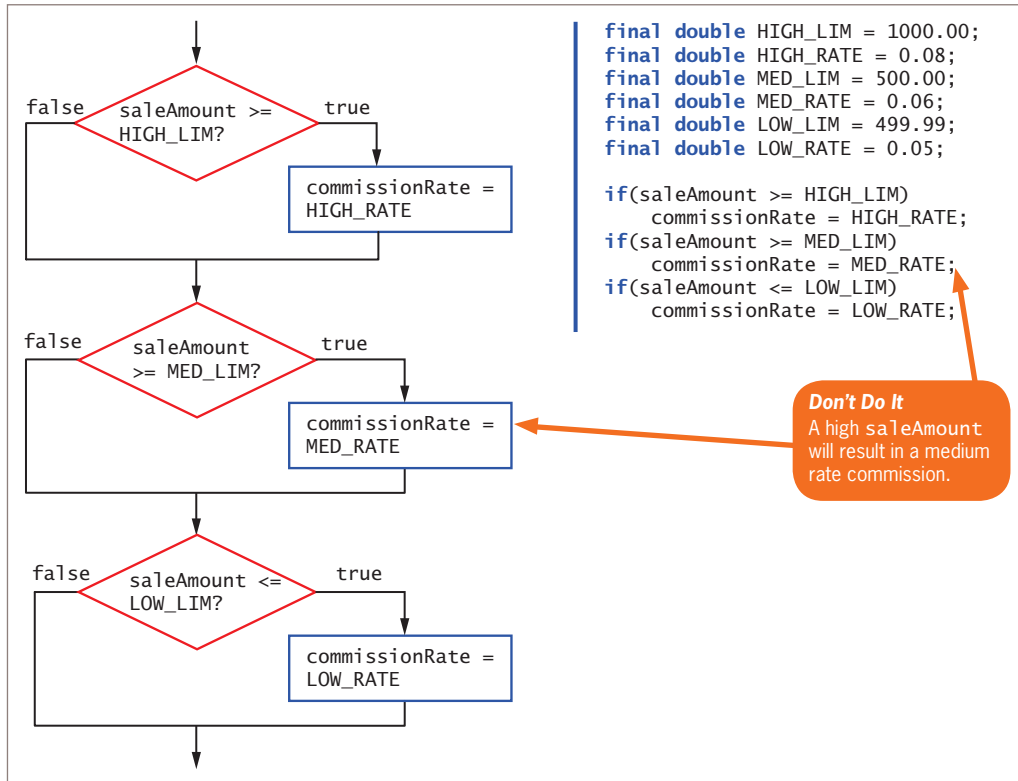 false
saleAmount >=
HIGH_LIM?
true
commissionRate =
HIGH_RATE
false
saleAmount
>= MED_LIM?
true
commissionRate =
MED_RATE
false
saleAmount <=
LOW_LIM?
true
commissionRate =
LOW_RATE
final double HIGH_LIM = 1000.00;
final double HIGH_RATE = 0.08;
final double MED_LIM = 500.00;
final double MED_RATE = 0.06;
final double LOW_LIM = 499.99;
final double LOW_RATE = 0.05;
if(saleAmount >= HIGH_LIM)
commissionRate = HIGH_RATE;
if(saleAmount >= MED_LIM)
commissionRate = MED_RATE;
if(saleAmount <= LOW_LIM)
commissionRate = LOW_RATE;
Don't Do It
A high saleAmount
will result in a medium
rate commission.